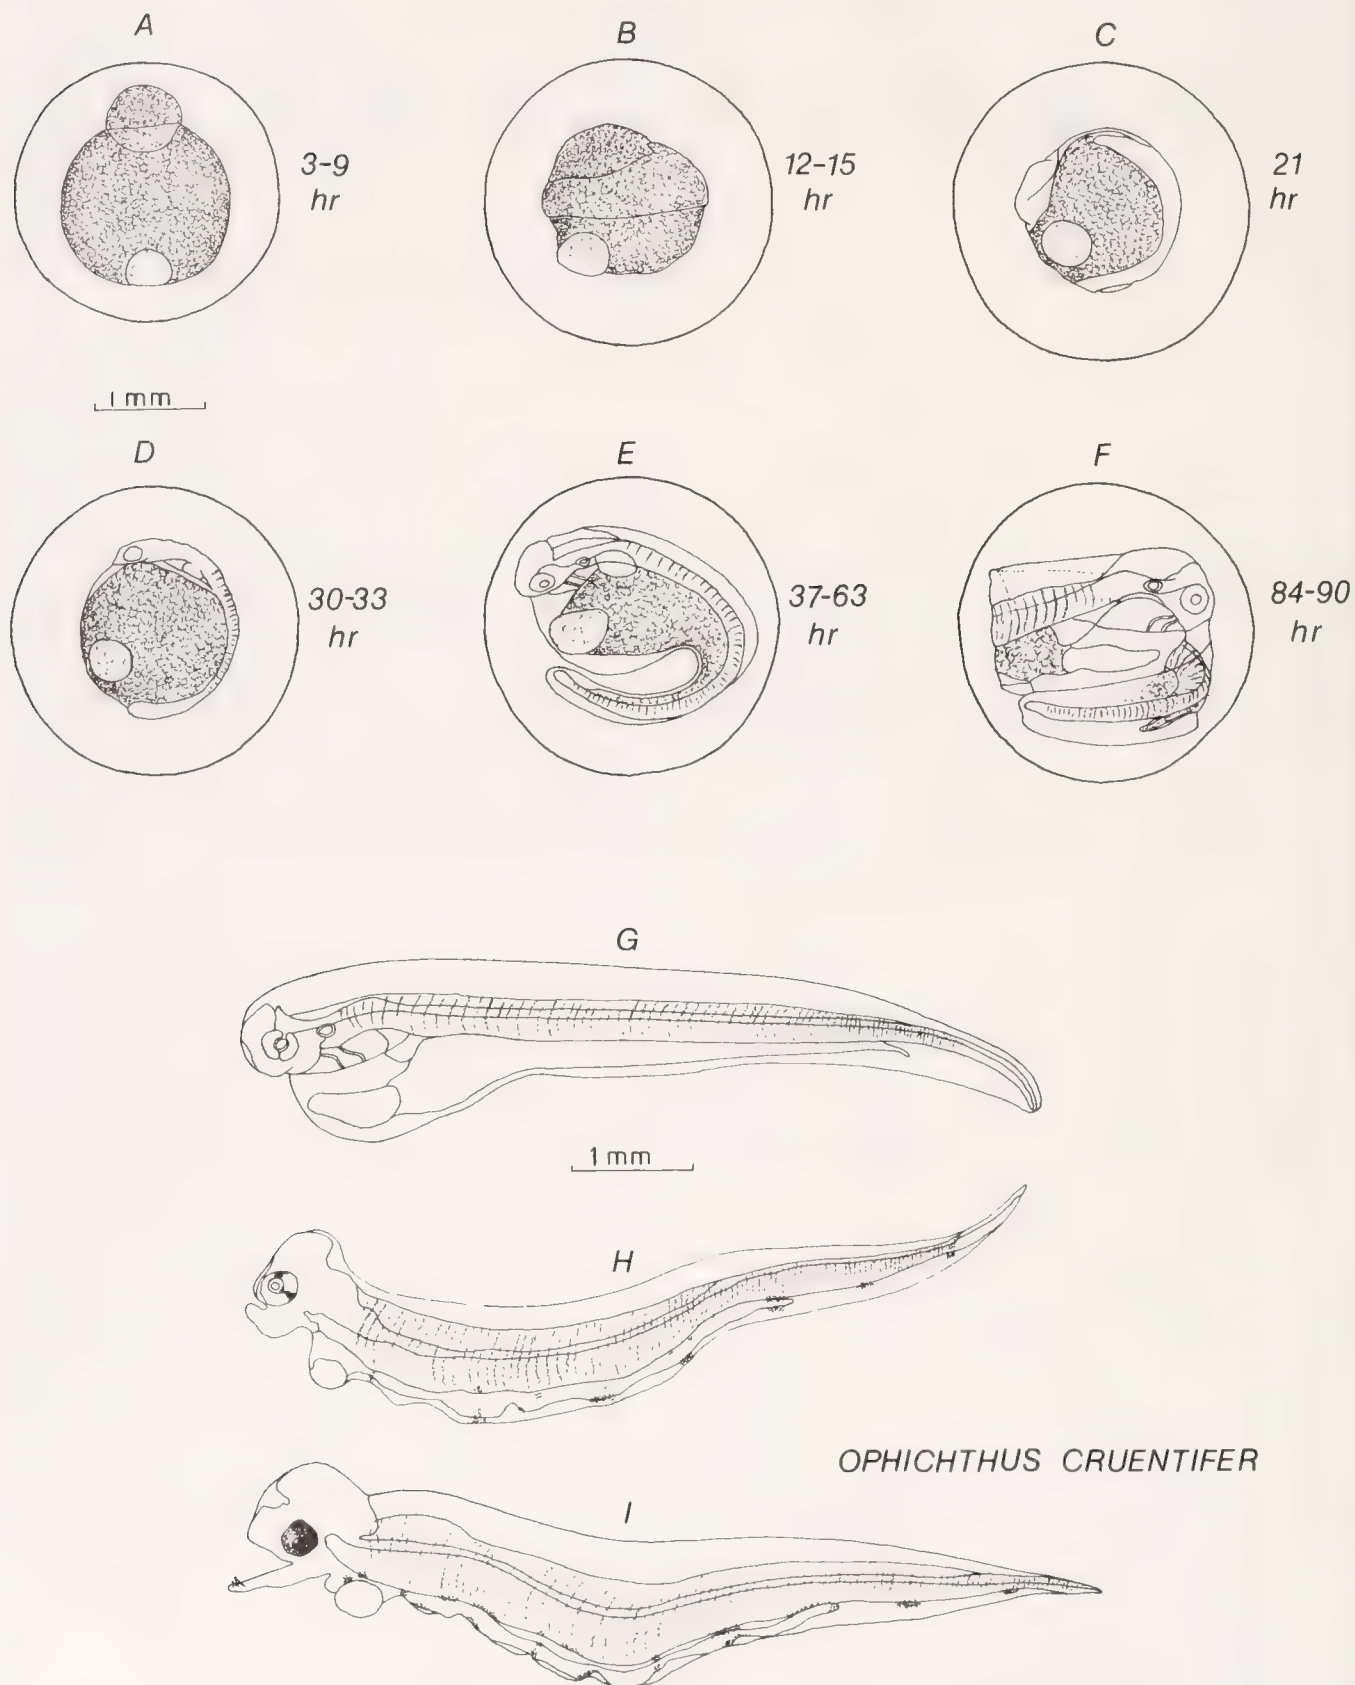 A
B
C
3-9
hr
12-15
hr
21
hr
1 mm
D
E
F
30-33
hr
37-63
hr
84-90
hr
G
1 mm
H
OPHICHTHUS CRUENTIFER
I